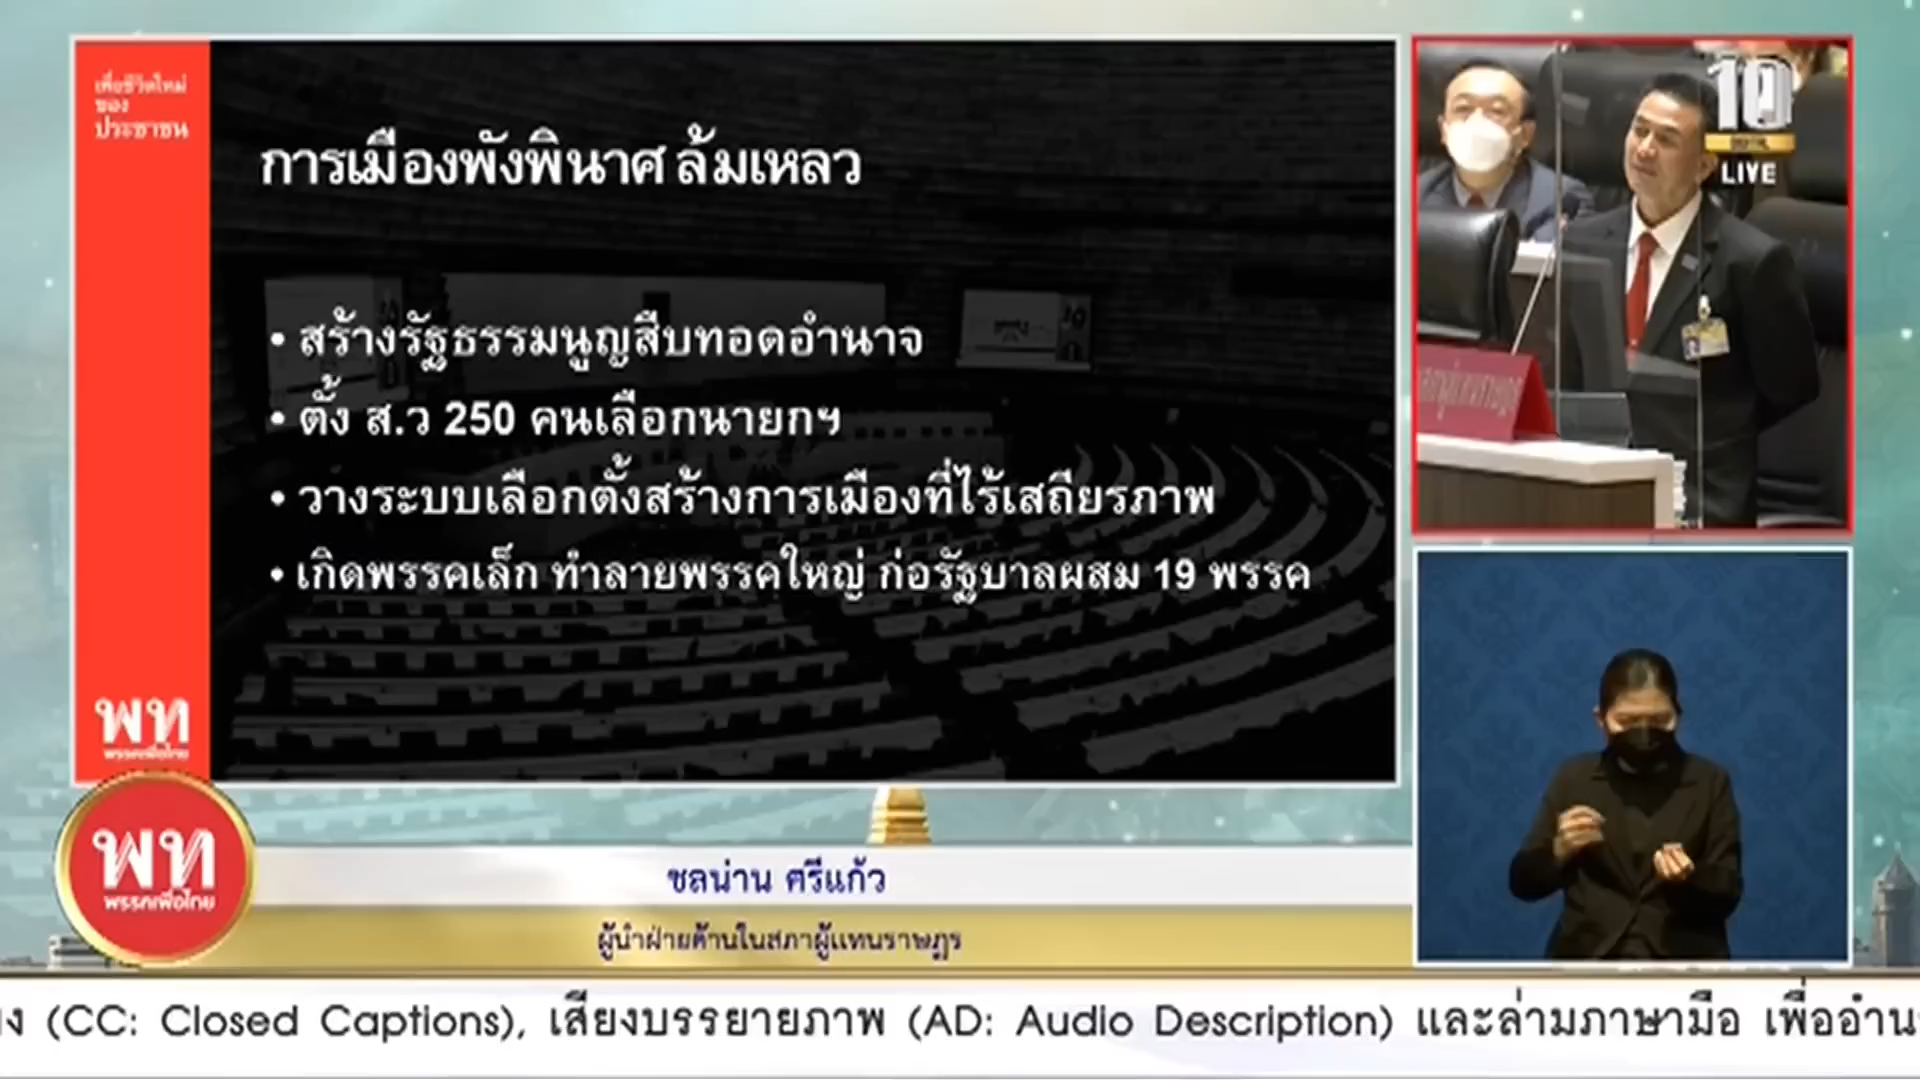 เพื่อชีวิตใหม่
ของ
ประชาชน
การเมืองพังพินาศ ล้มเหลว
• สร้างรัฐธรรมนูญสืบทอดอำนาจ
• ตั้ง ส.ว 250 คนเลือกนายกฯ
• วางระบบเลือกตั้งสร้างการเมืองที่ไร้เสถียรภาพ
• เกิดพรรคเล็ก ทำลายพรรคใหญ่ ก่อรัฐบาลผสม 19 พรรค
พท
พรรคเพื่อไทย
10
LIVE
พท
พรรคเพื่อไทย
ชลน่าน ศรีแก้ว
ผู้นำฝ่ายค้านในสภาผู้แทนราษฎร
(CC: Closed Captions), เสียงบรรยายภาพ (AD: Audio Description) และล่ามภาษามือ เพื่ออำน